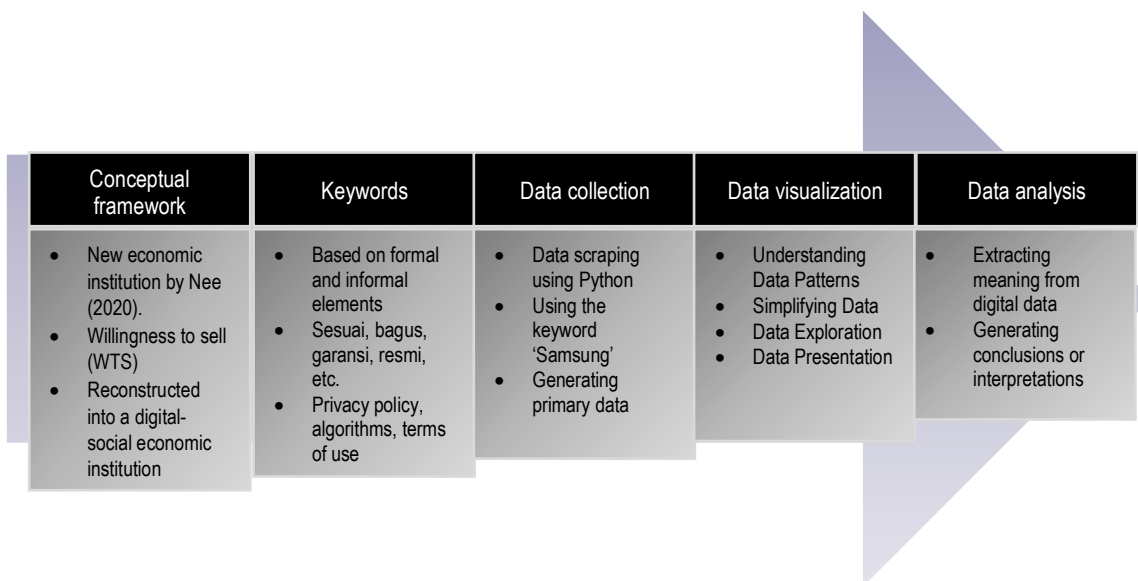 Conceptual
framework
• New economic
institution by Nee
(2020).
• Willingness to sell
(WTS)
• Reconstructed
into a digital-
social economic
institution
Keywords
• Based on formal
and informal
elements
• Sesuai, bagus,
garansi, resmi,
etc.
• Privacy policy,
algorithms, terms
of use
Data collection
• Data scraping
using Python
• Using the
keyword
‘Samsung’
• Generating
primary data
Data visualization
• Understanding
Data Patterns
• Simplifying Data
• Data Exploration
• Data Presentation
Data analysis
• Extracting
meaning from
digital data
• Generating
conclusions or
interpretations